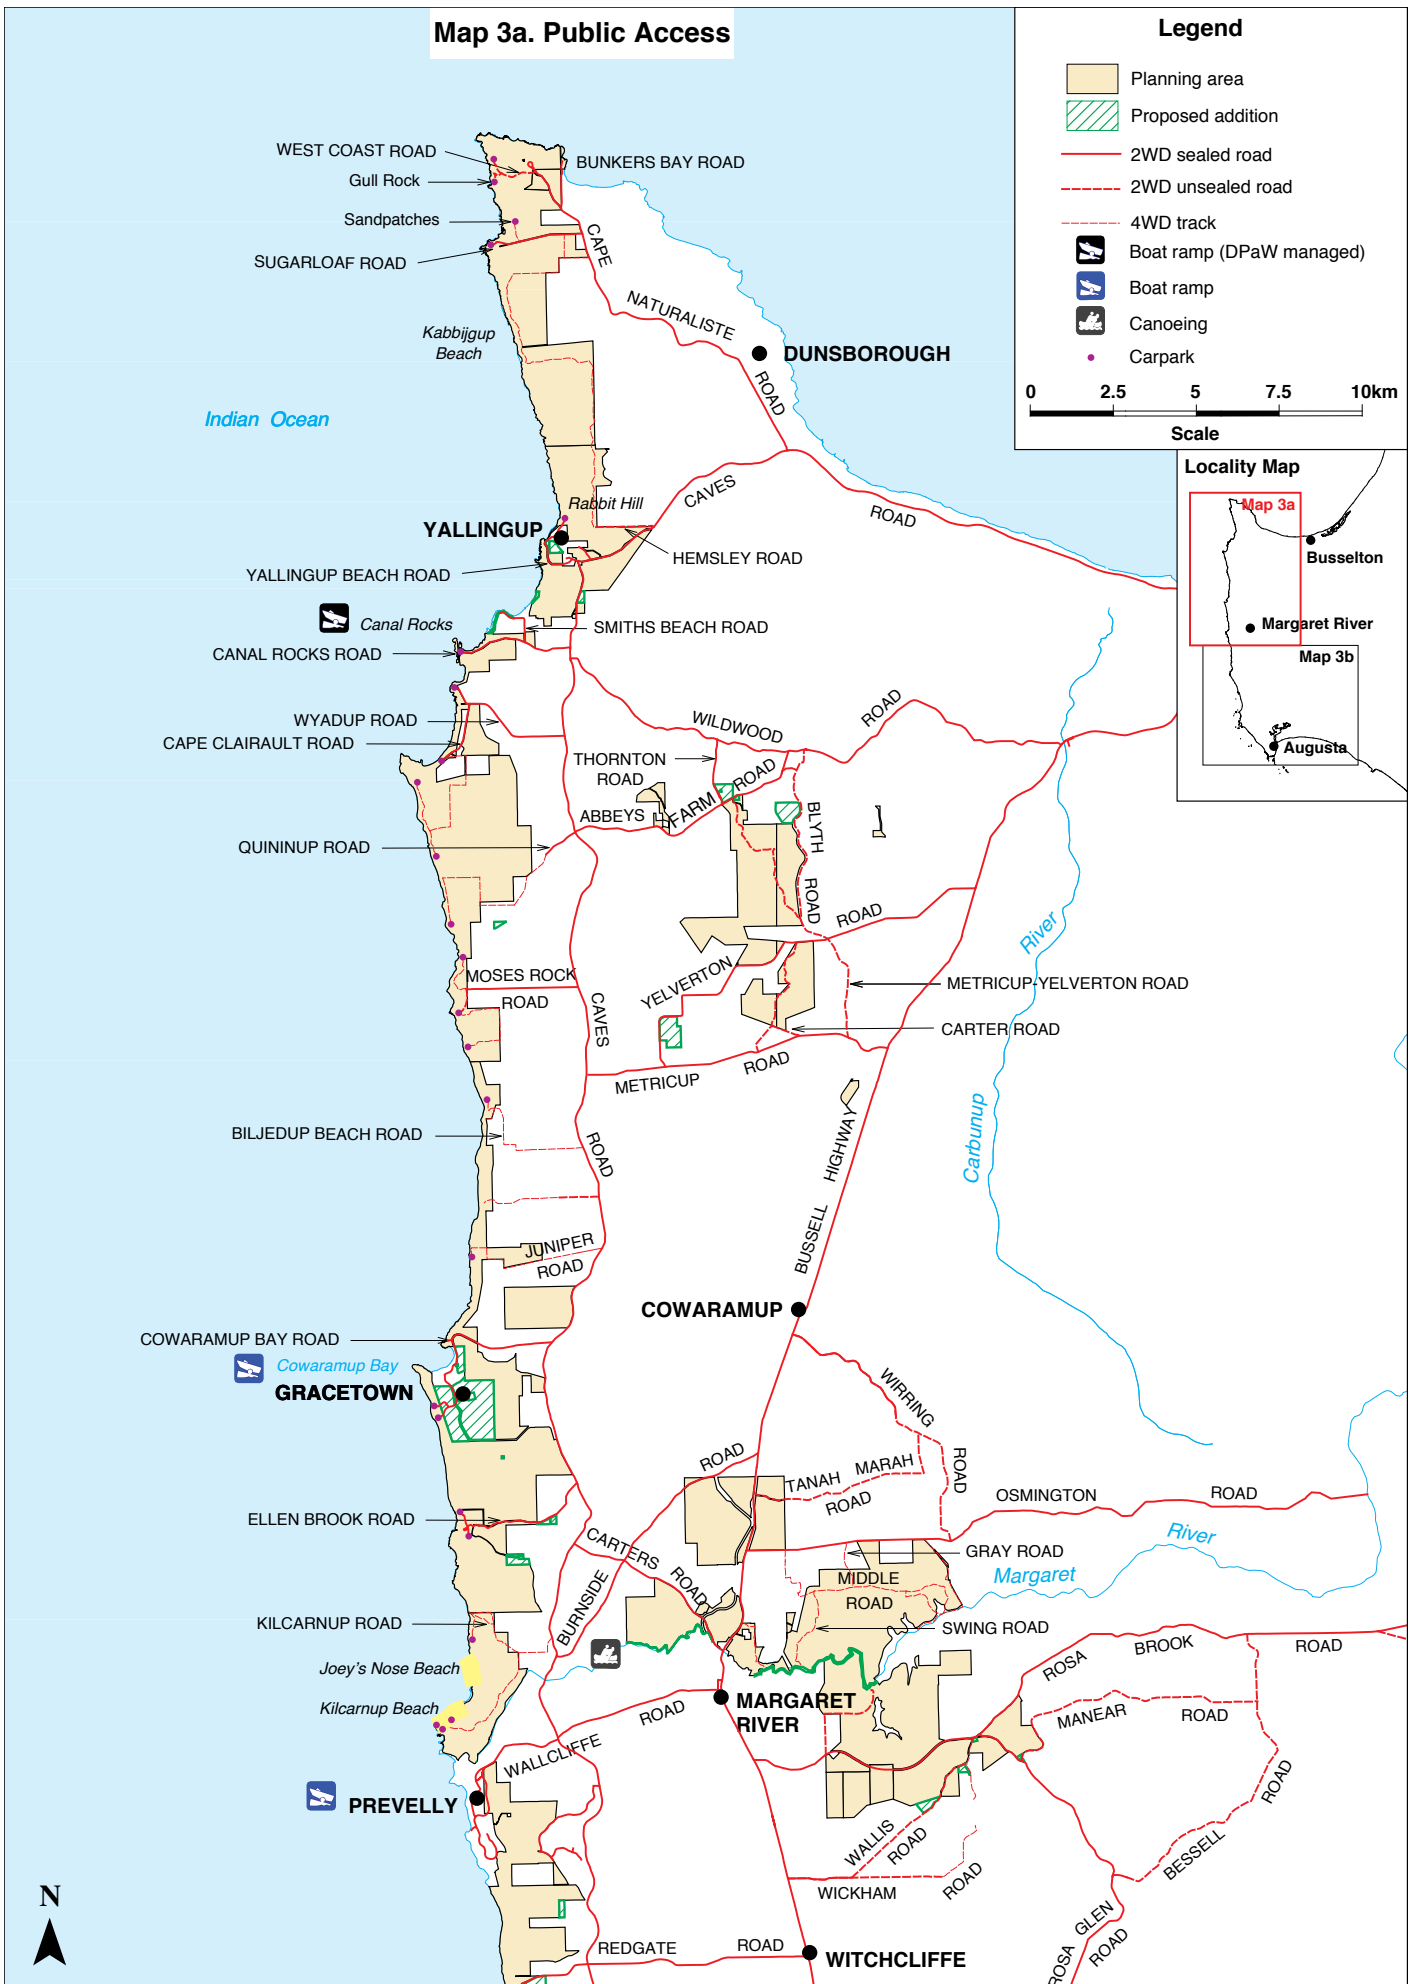 Map 3a. Public Access
Legend
Planning area
Proposed addition
2WD sealed road
2WD unsealed road
4WD track
Boat ramp (DPaW managed)
Boat ramp
Canoeing
Carpark
0 2.5 5 7.5 10km
Scale
Locality Map
Map 3a
Busselton
Margaret River
Map 3b
Augusta
WEST COAST ROAD
BUNKERS BAY ROAD
Gull Rock
Sandpatches
SUGARLOAF ROAD
CAPE
NATURALISTE
ROAD
Kabbijgup
Beach
DUNSBOROUGH
Indian Ocean
CAVES
ROAD
Rabbit Hill
YALLINGUP
HEMSLEY ROAD
YALLINGUP BEACH ROAD
Canal Rocks
SMITHS BEACH ROAD
CANAL ROCKS ROAD
WYADUP ROAD
CAPE CLAIRAULT ROAD
WILDWOOD
ROAD
THORNTON
ROAD
ABBEYS
FARM
ROAD
BLYTH
ROAD
QUININUP ROAD
ROAD
River
MOSES ROCK
ROAD
YELVERTON
METRICUP-YELVERTON ROAD
CAVES
CARTER ROAD
METRICUP
ROAD
BILJEDUP BEACH ROAD
ROAD
HIGHWAY
Carbunup
BUSSELL
JUNIPER
ROAD
COWARAMUP
COWARAMUP BAY ROAD
Cowaramup Bay
GRACETOWN
WIRRING
ROAD
ROAD
TANAH
MARAH
ROAD
OSMINGTON
ROAD
ELLEN BROOK ROAD
CARTERS
ROAD
River
GRAY ROAD
Margaret
MIDDLE
ROAD
BURNSIDE
KILCARNUP ROAD
SWING ROAD
Joey's Nose Beach
ROSA
BROOK
ROAD
Kilcarnup Beach
MARGARET
RIVER
ROAD
WALLCLIFFE
MANEAR
ROAD
PREVELLY
ROAD
WALLIS
ROAD
BESSELL
WICKHAM
ROAD
N
REDGATE
ROAD
WITCHCLIFFE
ROSA
GLEN
ROAD